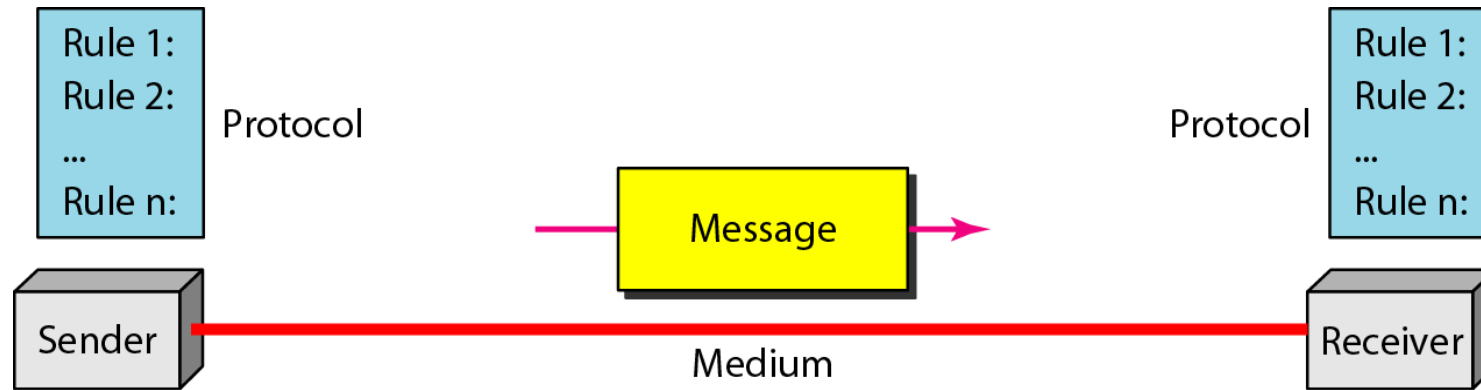 Rule 1:
Rule 2:
...
Rule n:
Protocol
Protocol
Rule 1:
Rule 2:
...
Rule n:
Message
Sender
Medium
Receiver